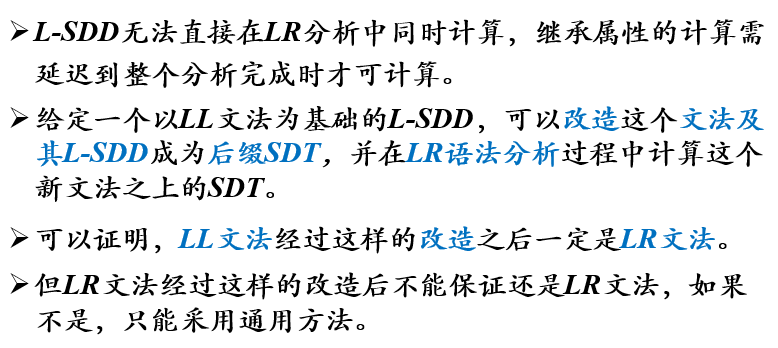 ➢L-SDD无法直接在LR分析中同时计算，继承属性的计算需
延迟到整个分析完成时才可计算。
➢给定一个以LL文法为基础的L-SDD，可以改造这个文法及
其L-SDD成为后缀SDT，并在LR语法分析过程中计算这个
新文法之上的SDT。
➢可以证明，LL文法经过这样的改造之后一定是LR文法。
➢但LR文法经过这样的改造后不能保证还是LR文法，如果
不是，只能采用通用方法。